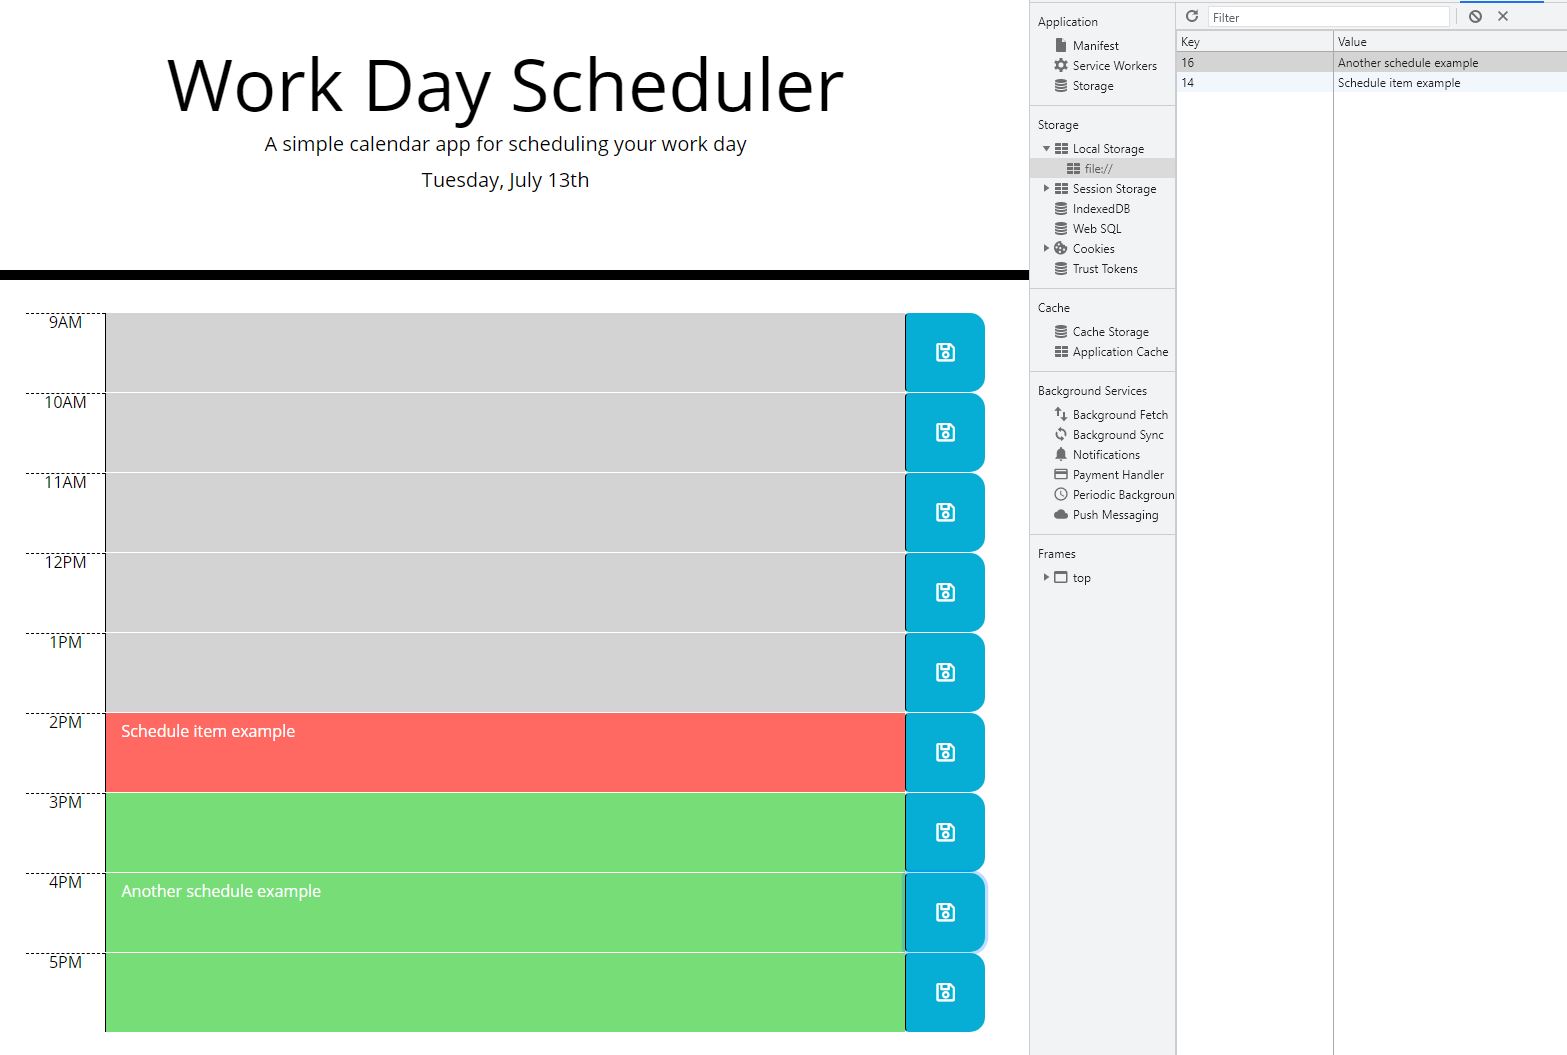 Work Day Scheduler
A simple calendar app for scheduling your work day
Tuesday, July 13th
9AM
10AM
11AM
12PM
1PM
2PM
Schedule item example
3PM
4PM
Another schedule example
5PM
Application
Manifest
Service Workers
Storage
Storage
Local Storage
file://
Session Storage
IndexedDB
Web SQL
Cookies
Trust Tokens
Cache
Cache Storage
Application Cache
Background Services
Background Fetch
Background Sync
Notifications
Payment Handler
Periodic Backgroun
Push Messaging
Frames
top
Filter
Key Value
16 Another schedule example
14 Schedule item example